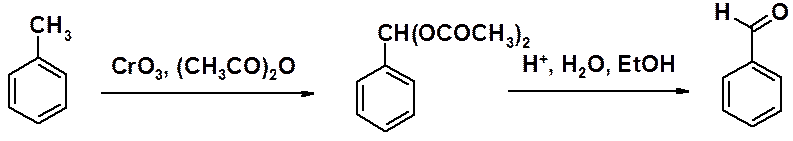 CH₃
CrO₃, (CH₃CO)₂O
CH(OCOCH₃)₂
H⁺, H₂O, EtOH
H
O